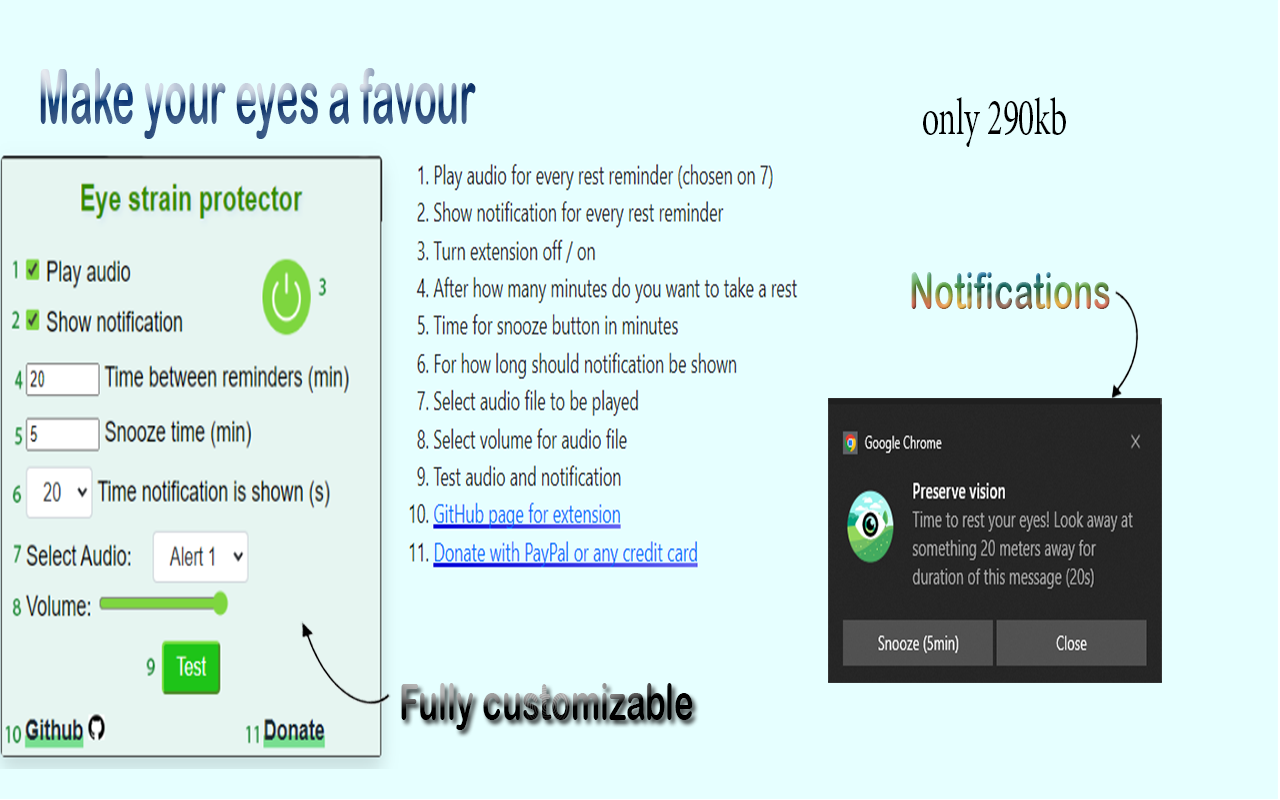 Make your eyes a favour
only 290kb
Eye strain protector
1 Play audio
3
2 Show notification
4 20 Time between reminders (min)
5 5 Snooze time (min)
6 20 Time notification is shown (s)
7 Select Audio: Alert 1
8 Volume:
9 Test
10 Github
11 Donate
1. Play audio for every rest reminder (chosen on 7)
2. Show notification for every rest reminder
3. Turn extension off / on
4. After how many minutes do you want to take a rest
5. Time for snooze button in minutes
6. For how long should notification be shown
7. Select audio file to be played
8. Select volume for audio file
9. Test audio and notification
10. GitHub page for extension
11. Donate with PayPal or any credit card
Fully customizable
Notifications
Google Chrome X
Preserve vision
Time to rest your eyes! Look away at
something 20 meters away for
duration of this message (20s)
Snooze (5min) Close